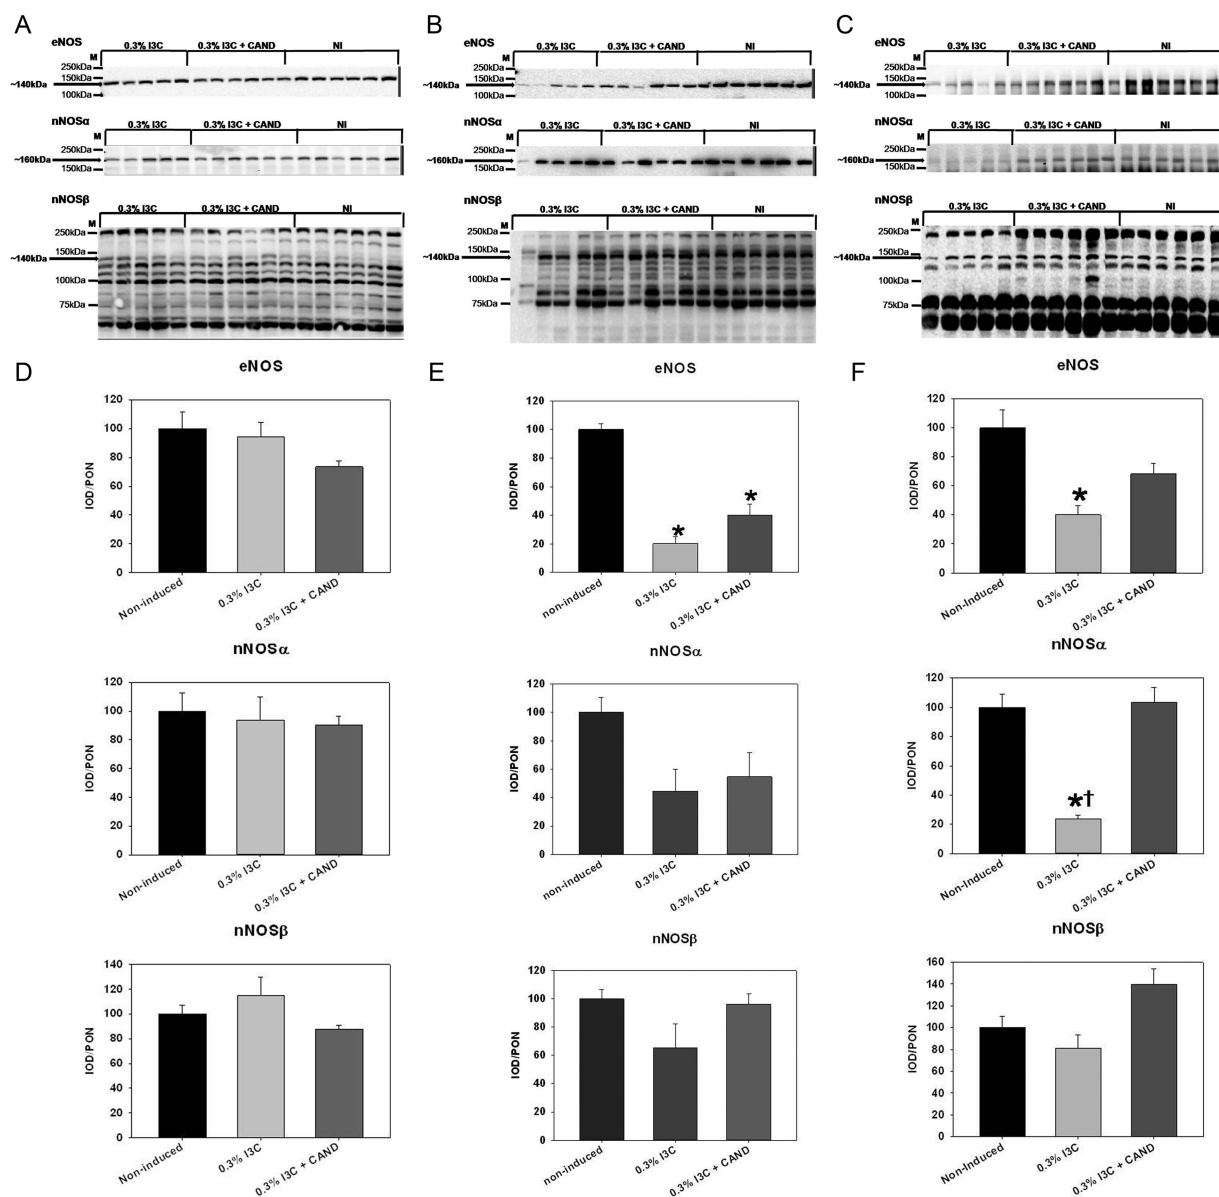 A
eNOS
0.3% I3C
0.3% I3C + CAND
NI
M
250kDa
150kDa
~140kDa
100kDa
nNOSα
0.3% I3C
0.3% I3C + CAND
NI
M
250kDa
~160kDa
150kDa
nNOSβ
0.3% I3C
0.3% I3C + CAND
NI
M
250kDa
150kDa
~140kDa
100kDa
75kDa
B
eNOS
0.3% I3C
0.3% I3C + CAND
NI
M
250kDa
150kDa
~140kDa
100kDa
nNOSα
0.3% I3C
0.3% I3C + CAND
NI
M
250kDa
~160kDa
150kDa
nNOSβ
0.3% I3C
0.3% I3C + CAND
NI
M
250kDa
150kDa
~140kDa
100kDa
75kDa
C
eNOS
0.3% I3C
0.3% I3C + CAND
NI
M
250kDa
150kDa
~140kDa
100kDa
nNOSα
0.3% I3C
0.3% I3C + CAND
NI
M
250kDa
~160kDa
150kDa
nNOSβ
0.3% I3C
0.3% I3C + CAND
NI
M
250kDa
150kDa
~140kDa
100kDa
75kDa
D
eNOS
IOD/PON
120
100
80
60
40
20
0
Non-induced
0.3% I3C
0.3% I3C + CAND
nNOSα
IOD/PON
120
100
80
60
40
20
0
Non-induced
0.3% I3C
0.3% I3C + CAND
nNOSβ
IOD/PON
140
120
100
80
60
40
20
0
Non-induced
0.3% I3C
0.3% I3C + CAND
E
eNOS
IOD/PON
120
100
80
60
40
20
0
*
*
non-induced
0.3% I3C
0.3% I3C + CAND
nNOSα
IOD/PON
120
100
80
60
40
20
0
non-induced
0.3% I3C
0.3% I3C + CAND
nNOSβ
IOD/PON
120
100
80
60
40
20
0
non-induced
0.3% I3C
0.3% I3C + CAND
F
eNOS
IOD/PON
120
100
80
60
40
20
0
*
Non-induced
0.3% I3C
0.3% I3C + CAND
nNOSα
IOD/PON
120
100
80
60
40
20
0
*†
Non-induced
0.3% I3C
0.3% I3C + CAND
nNOSβ
IOD/PON
160
140
120
100
80
60
40
20
0
Non-induced
0.3% I3C
0.3% I3C + CAND